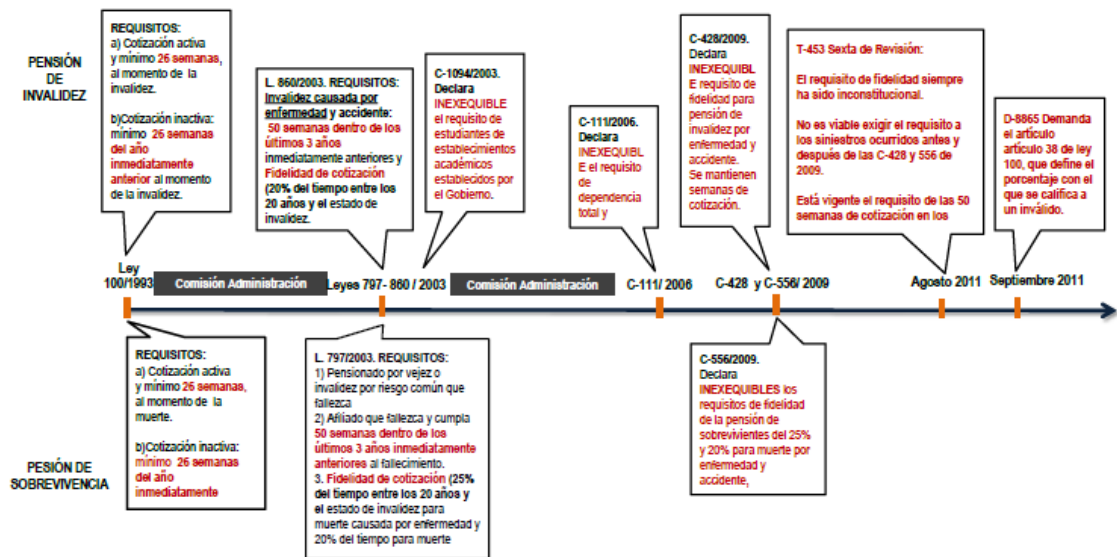 PENSIÓN
DE
INVALIDEZ
REQUISITOS:
a) Cotización activa
y mínimo 26 semanas,
al momento de la
invalidez.
b)Cotización inactiva:
mínimo 26 semanas
del año
inmediatamente
anterior al momento
de la invalidez.
L. 860/2003. REQUISITOS:
Invalidez causada por
enfermedad y accidente:
50 semanas dentro de los
últimos 3 años
inmediatamente anteriores y
Fidelidad de cotización
(20% del tiempo entre los
20 años y el estado de
invalidez.
C-1094/2003.
Declara
INEXEQUIBLE
el requisito de
estudiantes de
establecimientos
académicos
establecidos por
el Gobierno.
C-111/2006.
Declara
INEXEQUIBL
E el requisito
de
dependencia
total y
C-428/2009.
Declara
INEXEQUIBL
E requisito de
fidelidad para
pensión de
invalidez por
enfermedad y
accidente.
Se mantienen
semanas de
cotización.
T-453 Sexta de Revisión:
El requisito de fidelidad siempre
ha sido inconstitucional.
No es viable exigir el requisito a
los siniestros ocurridos antes y
después de las C-428 y 556 de
2009.
Está vigente el requisito de las 50
semanas de cotización en los
D-8865 Demanda
el artículo
artículo 38 de ley
100, que define el
porcentaje con el
que se califica a
un inválido.
Ley
100/1993
Comisión Administración
Leyes 797- 860 / 2003
Comisión Administración
C-111/ 2006
C-428 y C-556/ 2009
Agosto 2011
Septiembre 2011
PESIÓN DE
SOBREVIVENCIA
REQUISITOS:
a) Cotización activa
y mínimo 26 semanas,
al momento de la
muerte.
b)Cotización inactiva:
mínimo 26 semanas
del año
inmediatamente
L. 797/2003. REQUISITOS:
1) Pensionado por vejez o
invalidez por riesgo común que
fallezca
2) Afiliado que fallezca y cumpla
50 semanas dentro de los
últimos 3 años inmediatamente
anteriores al fallecimiento.
3. Fidelidad de cotización (25%
del tiempo entre los 20 años y el
estado de invalidez para
muerte causada por enfermedad y
20% del tiempo para muerte
C-556/2009.
Declara
INEXEQUIBLES los
requisitos de fidelidad
de la pensión de
sobrevivientes del 25%
y 20% para muerte por
enfermedad y
accidente,